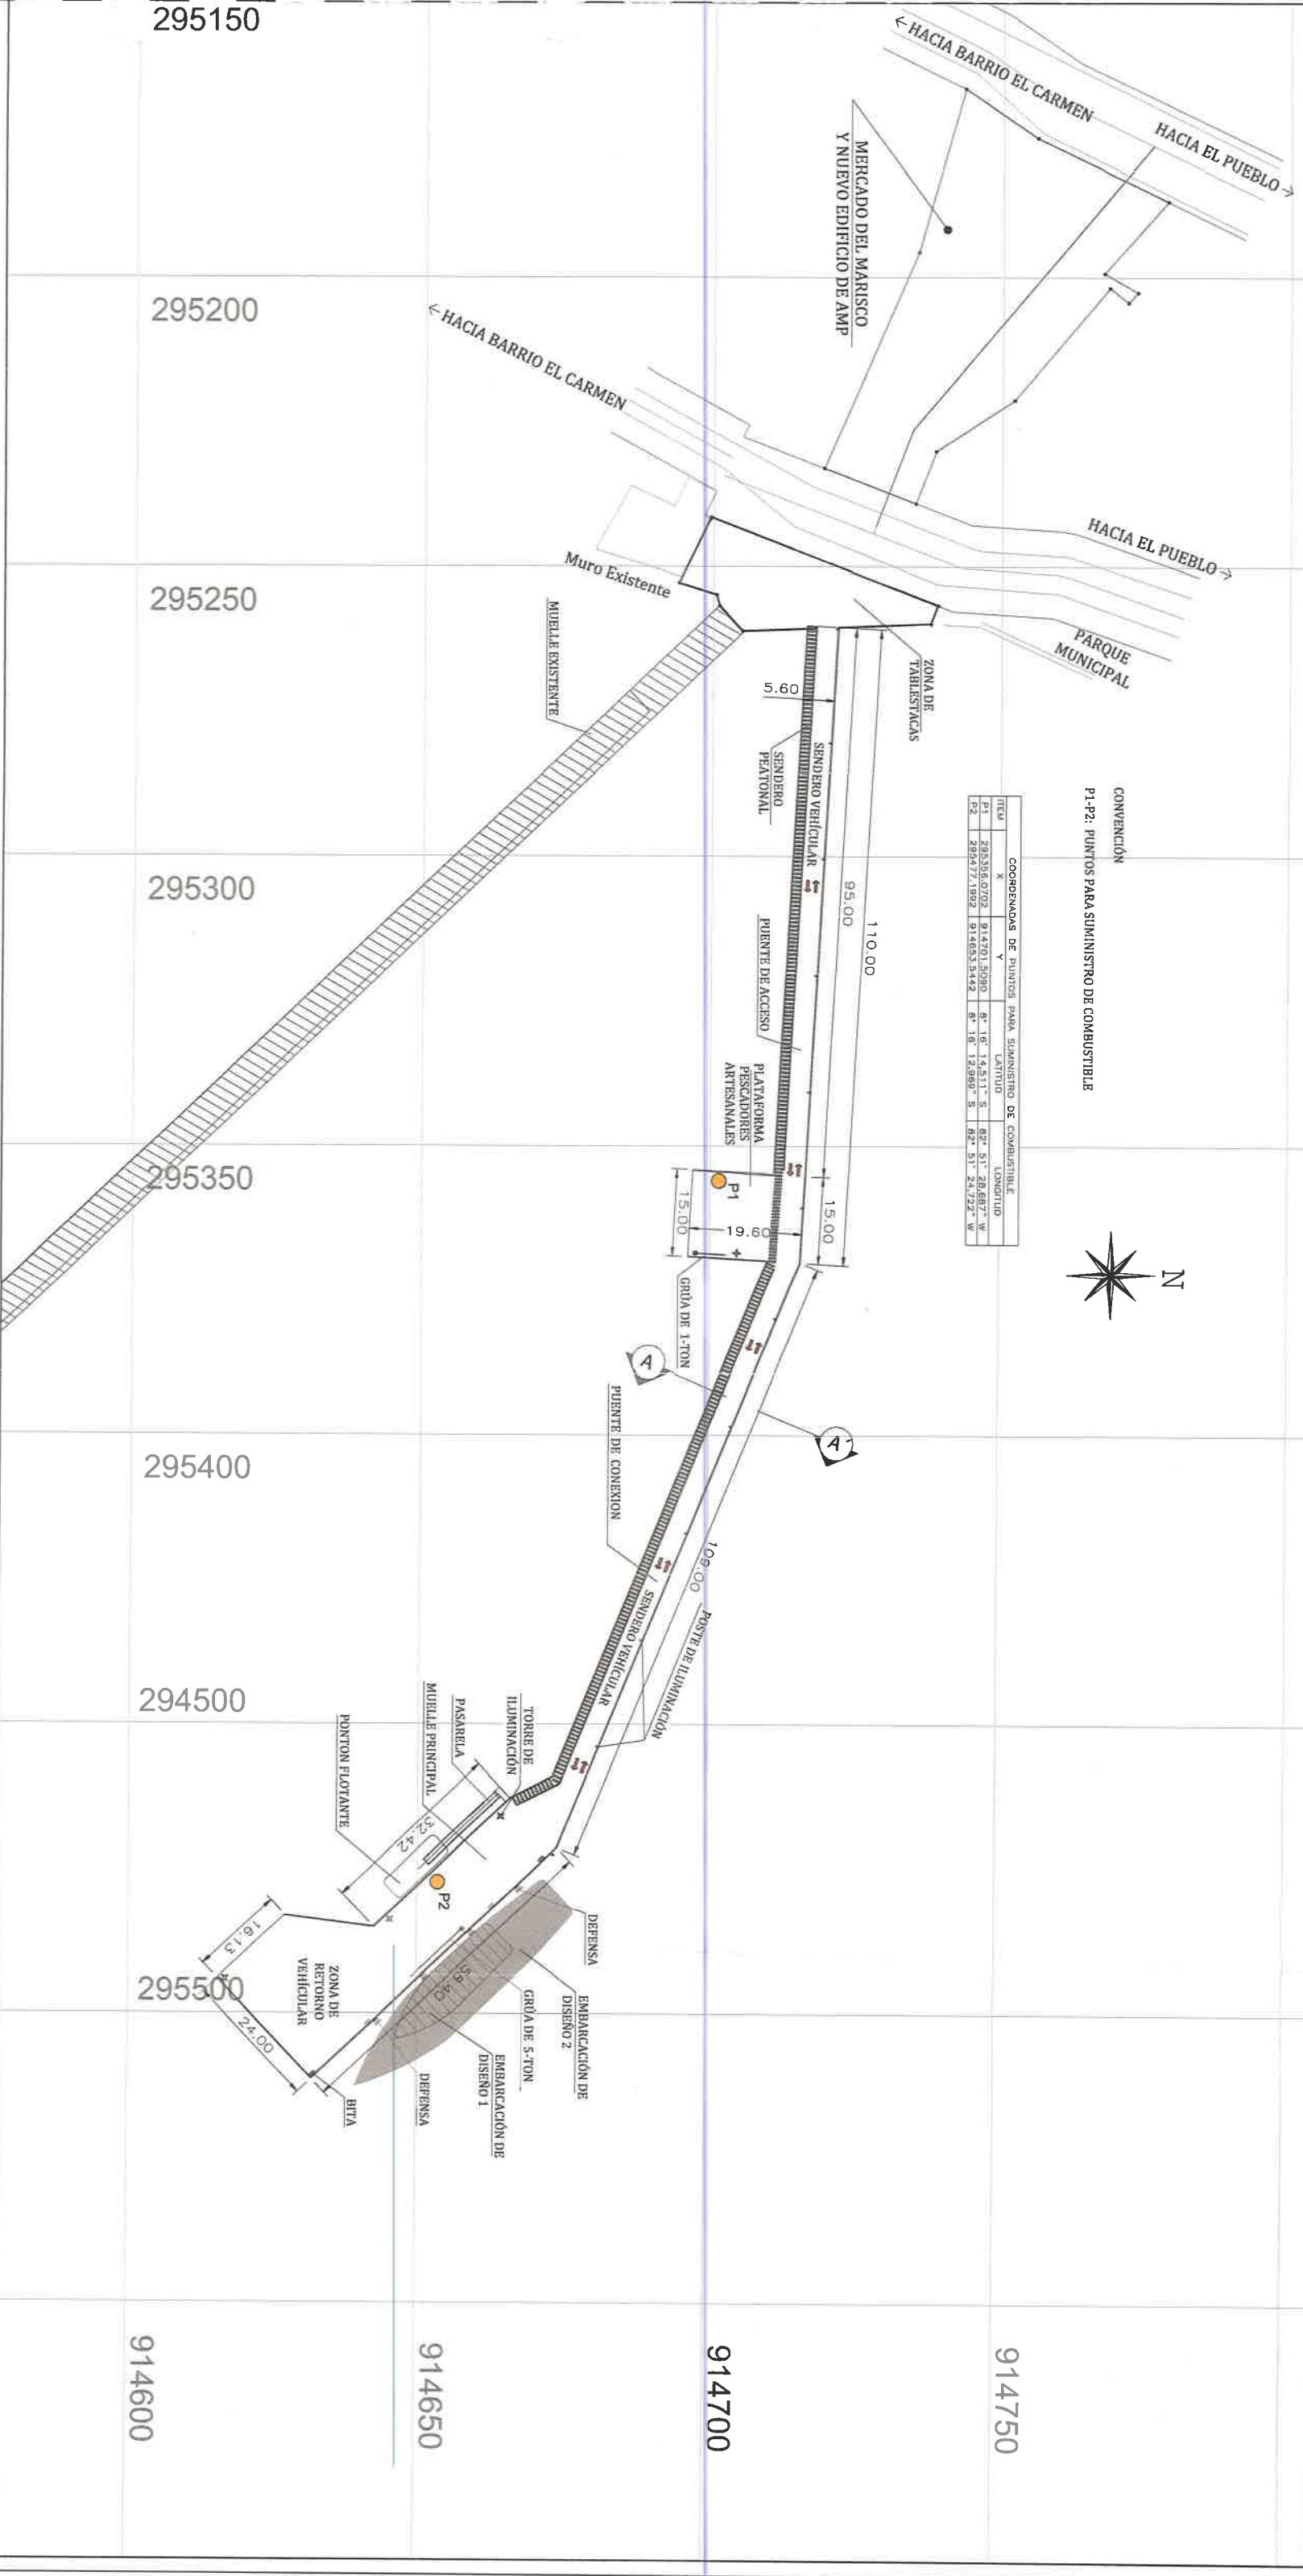 295150
← HACIA BARRIO EL CARMEN
HACIA EL PUEBLO →
MERCADO DEL MARISCO
Y NUEVO EDIFICIO DE AMP
295200
← HACIA BARRIO EL CARMEN
HACIA EL PUEBLO →
Muro Existente
295250
MUELLE EXISTENTE
PARQUE
MUNICIPAL
ZONA DE
TABLESTACAS
5.60
SENDERO
PEATONAL
SENDERO VEHÍCULAR
95.00
110.00
295300
PUENTE DE ACCESO
CONVENCIÓN
P1-P2: PUNTOS PARA SUMINISTRO DE COMBUSTIBLE
COORDENADAS DE PUNTOS PARA SUMINISTRO DE COMBUSTIBLE
ITEM X Y LATITUD LONGITUD
P1 295356.0702 914701.5090 8° 16' 14.511" S 82° 51' 28.687" W
P2 295477.1992 914653.5442 8° 16' 12.969" S 82° 51' 24.722" W
N
PLATAFORMA
PESCADORES
ARTESANALES
295350
P1
15.00
19.60
15.00
GRÚA DE 1-TON
A
A'
PUENTE DE CONEXION
295400
109.00
SENDERO VEHÍCULAR
POSTE DE ILUMINACIÓN
294500
TORRE DE
ILUMINACIÓN
PASARELA
MUELLE PRINCIPAL
PONTON FLOTANTE
32.42
P2
16.13
ZONA DE
RETORNO
VEHÍCULAR
295500
24.00
58.40
DEFENSA
EMBARCACIÓN DE
DISEÑO 2
GRÚA DE 5-TON
EMBARCACIÓN DE
DISEÑO 1
DEFENSA
BITA
914600
914650
914700
914750